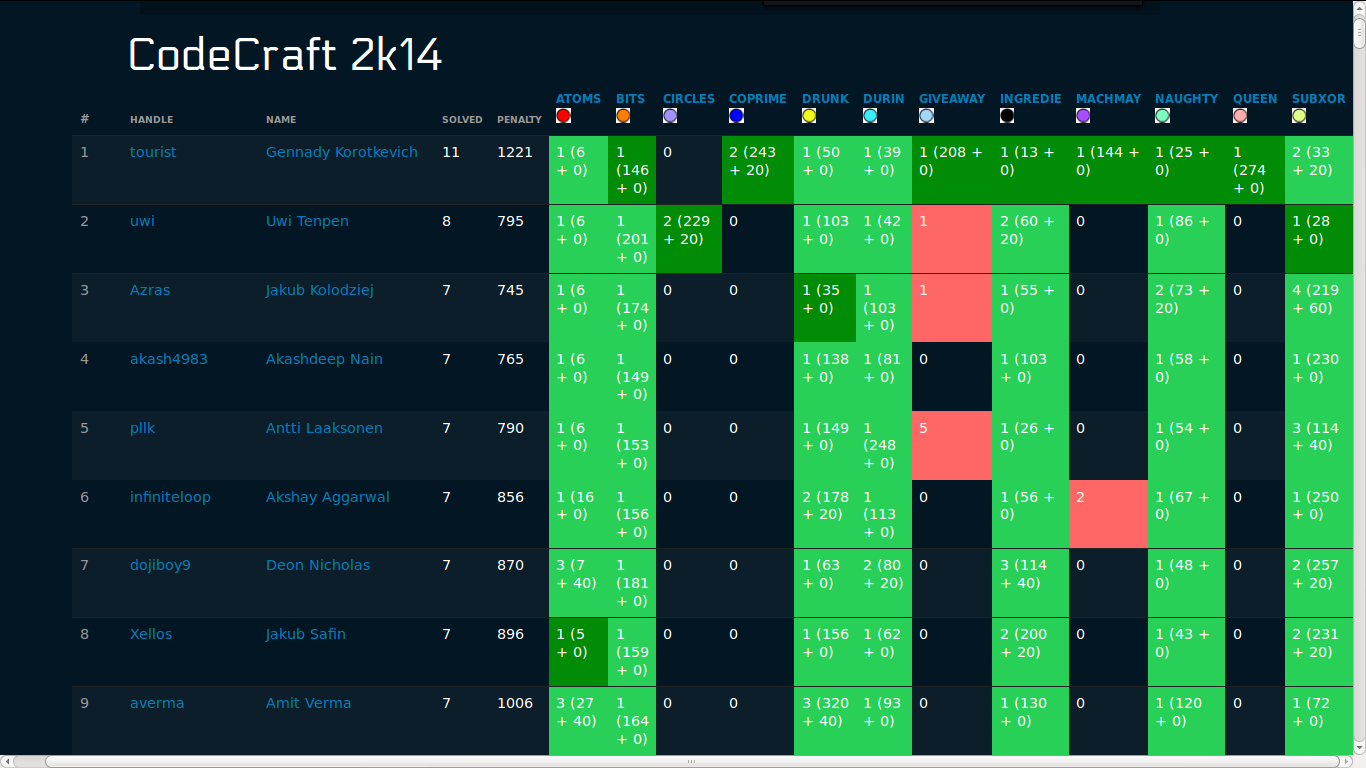 CodeCraft 2k14
# HANDLE NAME SOLVED PENALTY ATOMS BITS CIRCLES COPRIME DRUNK DURIN GIVEAWAY INGREDIE MACHMAY NAUGHTY QUEEN SUBXOR
1 tourist Gennady Korotkevich 11 1221 1 (6 + 0) 1 (146 + 0) 0 2 (243 + 20) 1 (50 + 0) 1 (39 + 0) 1 (208 + 0) 1 (13 + 0) 1 (144 + 0) 1 (25 + 0) 1 (274 + 0) 2 (33 + 20)
2 uwi Uwi Tenpen 8 795 1 (6 + 0) 1 (201 + 0) 2 (229 + 20) 0 1 (103 + 0) 1 (42 + 0) 1 2 (60 + 20) 0 1 (86 + 0) 0 1 (28 + 0)
3 Azras Jakub Kolodziej 7 745 1 (6 + 0) 1 (174 + 0) 0 0 1 (35 + 0) 1 (103 + 0) 1 1 (55 + 0) 0 2 (73 + 20) 0 4 (219 + 60)
4 akash4983 Akashdeep Nain 7 765 1 (6 + 0) 1 (149 + 0) 0 0 1 (138 + 0) 1 (81 + 0) 0 1 (103 + 0) 0 1 (58 + 0) 0 1 (230 + 0)
5 pllk Antti Laaksonen 7 790 1 (6 + 0) 1 (153 + 0) 0 0 1 (149 + 0) 1 (248 + 0) 5 1 (26 + 0) 0 1 (54 + 0) 0 3 (114 + 40)
6 infiniteloop Akshay Aggarwal 7 856 1 (16 + 0) 1 (156 + 0) 0 0 2 (178 + 20) 1 (113 + 0) 0 1 (56 + 0) 2 1 (67 + 0) 0 1 (250 + 0)
7 dojiboy9 Deon Nicholas 7 870 3 (7 + 40) 1 (181 + 0) 0 0 1 (63 + 0) 2 (80 + 20) 0 3 (114 + 40) 0 1 (48 + 0) 0 2 (257 + 20)
8 Xellos Jakub Safin 7 896 1 (5 + 0) 1 (159 + 0) 0 0 1 (156 + 0) 1 (62 + 0) 0 2 (200 + 20) 0 1 (43 + 0) 0 2 (231 + 20)
9 averma Amit Verma 7 1006 3 (27 + 40) 1 (164 + 0) 0 0 3 (320 + 40) 1 (93 + 0) 0 1 (130 + 0) 0 1 (120 + 0) 0 1 (72 + 0)